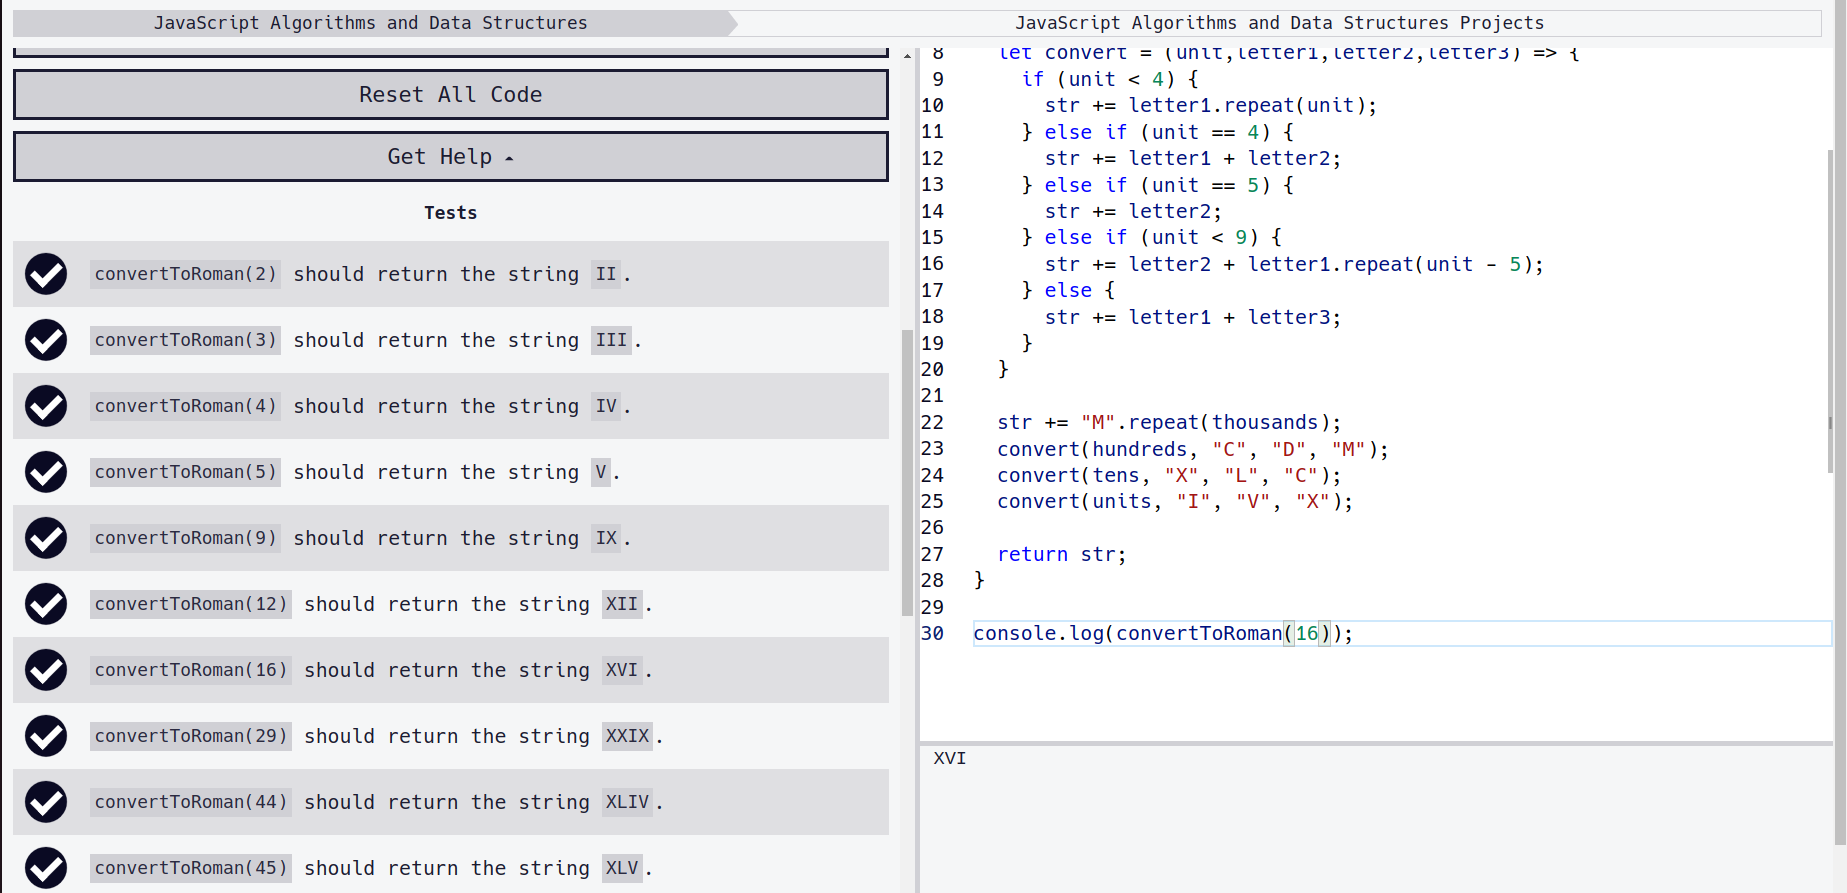 JavaScript Algorithms and Data Structures
JavaScript Algorithms and Data Structures Projects
Reset All Code
Get Help
Tests
convertToRoman(2) should return the string II.
convertToRoman(3) should return the string III.
convertToRoman(4) should return the string IV.
convertToRoman(5) should return the string V.
convertToRoman(9) should return the string IX.
convertToRoman(12) should return the string XII.
convertToRoman(16) should return the string XVI.
convertToRoman(29) should return the string XXIX.
convertToRoman(44) should return the string XLIV.
convertToRoman(45) should return the string XLV.
8 let convert = (unit,letter1,letter2,letter3) => {
9 if (unit < 4) {
10 str += letter1.repeat(unit);
11 } else if (unit == 4) {
12 str += letter1 + letter2;
13 } else if (unit == 5) {
14 str += letter2;
15 } else if (unit < 9) {
16 str += letter2 + letter1.repeat(unit - 5);
17 } else {
18 str += letter1 + letter3;
19 }
20 }
21
22 str += "M".repeat(thousands);
23 convert(hundreds, "C", "D", "M");
24 convert(tens, "X", "L", "C");
25 convert(units, "I", "V", "X");
26
27 return str;
28 }
29
30 console.log(convertToRoman(16));
XVI